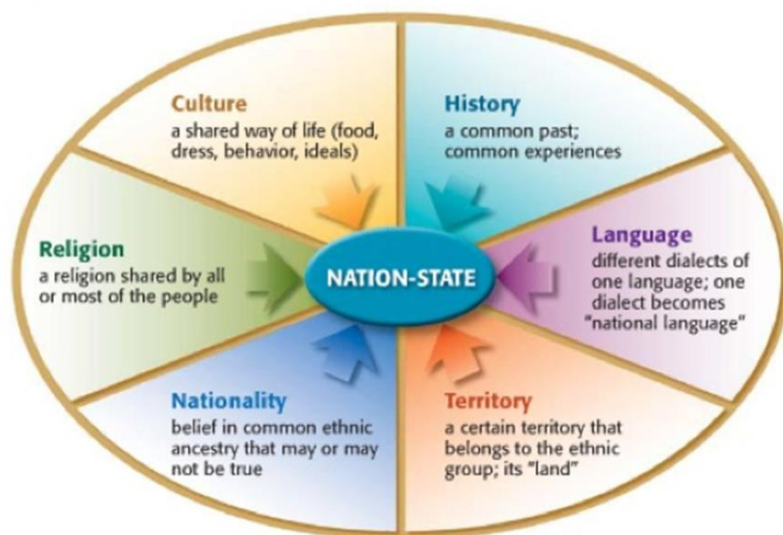 Culture
a shared way of life (food,
dress, behavior, ideals)
History
a common past;
common experiences
Religion
a religion shared by all
or most of the people
NATION-STATE
Language
different dialects of
one language; one
dialect becomes
"national language"
Nationality
belief in common ethnic
ancestry that may or may
not be true
Territory
a certain territory that
belongs to the ethnic
group; its "land"